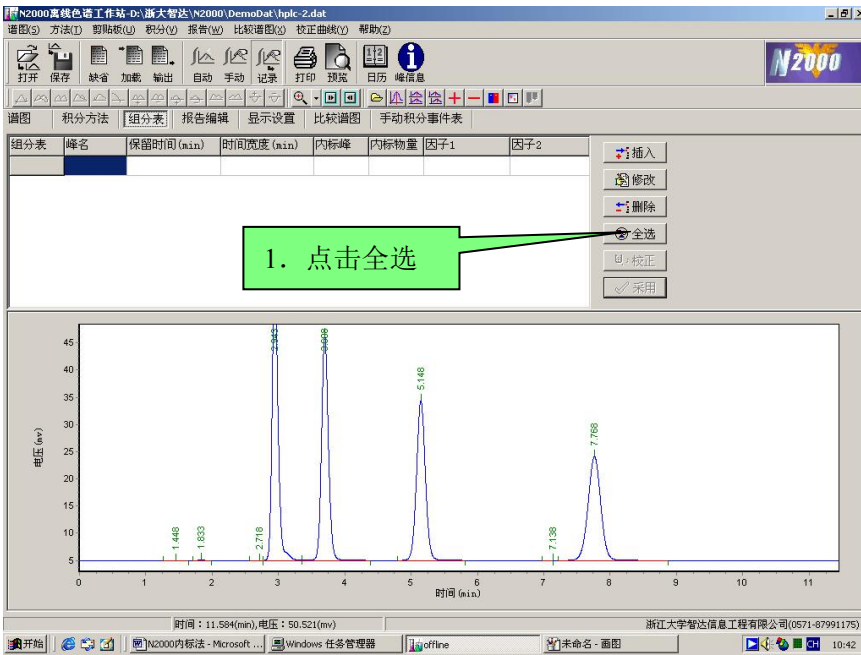 N2000离线色谱工作站-D:\浙大智达\N2000\DemoDat\hplc-2.dat
谱图(S) 方法(T) 剪贴板(U) 积分(V) 报告(W) 比较谱图(X) 校正曲线(Y) 帮助(Z)
打开 保存 缺省 加载 输出 自动 手动 记录 打印 预览 日历 峰信息
N2000
谱图 积分方法 组分表 报告编辑 显示设置 比较谱图 手动积分事件表
组分表 峰名 保留时间(min) 时间宽度(min) 内标峰 内标物量 因子1 因子2
插入
修改
删除
全选
校正
采用
1. 点击全选
45
40
35
30
25
20
15
10
5
电压(mv)
1.448
1.833
2.718
2.943
5.148
7.138
7.768
0 1 2 3 4 5 6 7 8 9 10 11
时间(min)
时间：11.584(min),电压：50.521(mv)
浙江大学智达信息工程有限公司(0571-87991175)
开始 N2000内标法 - Microsoft ... Windows 任务管理器 offline 未命名 - 画图 CH 10:42